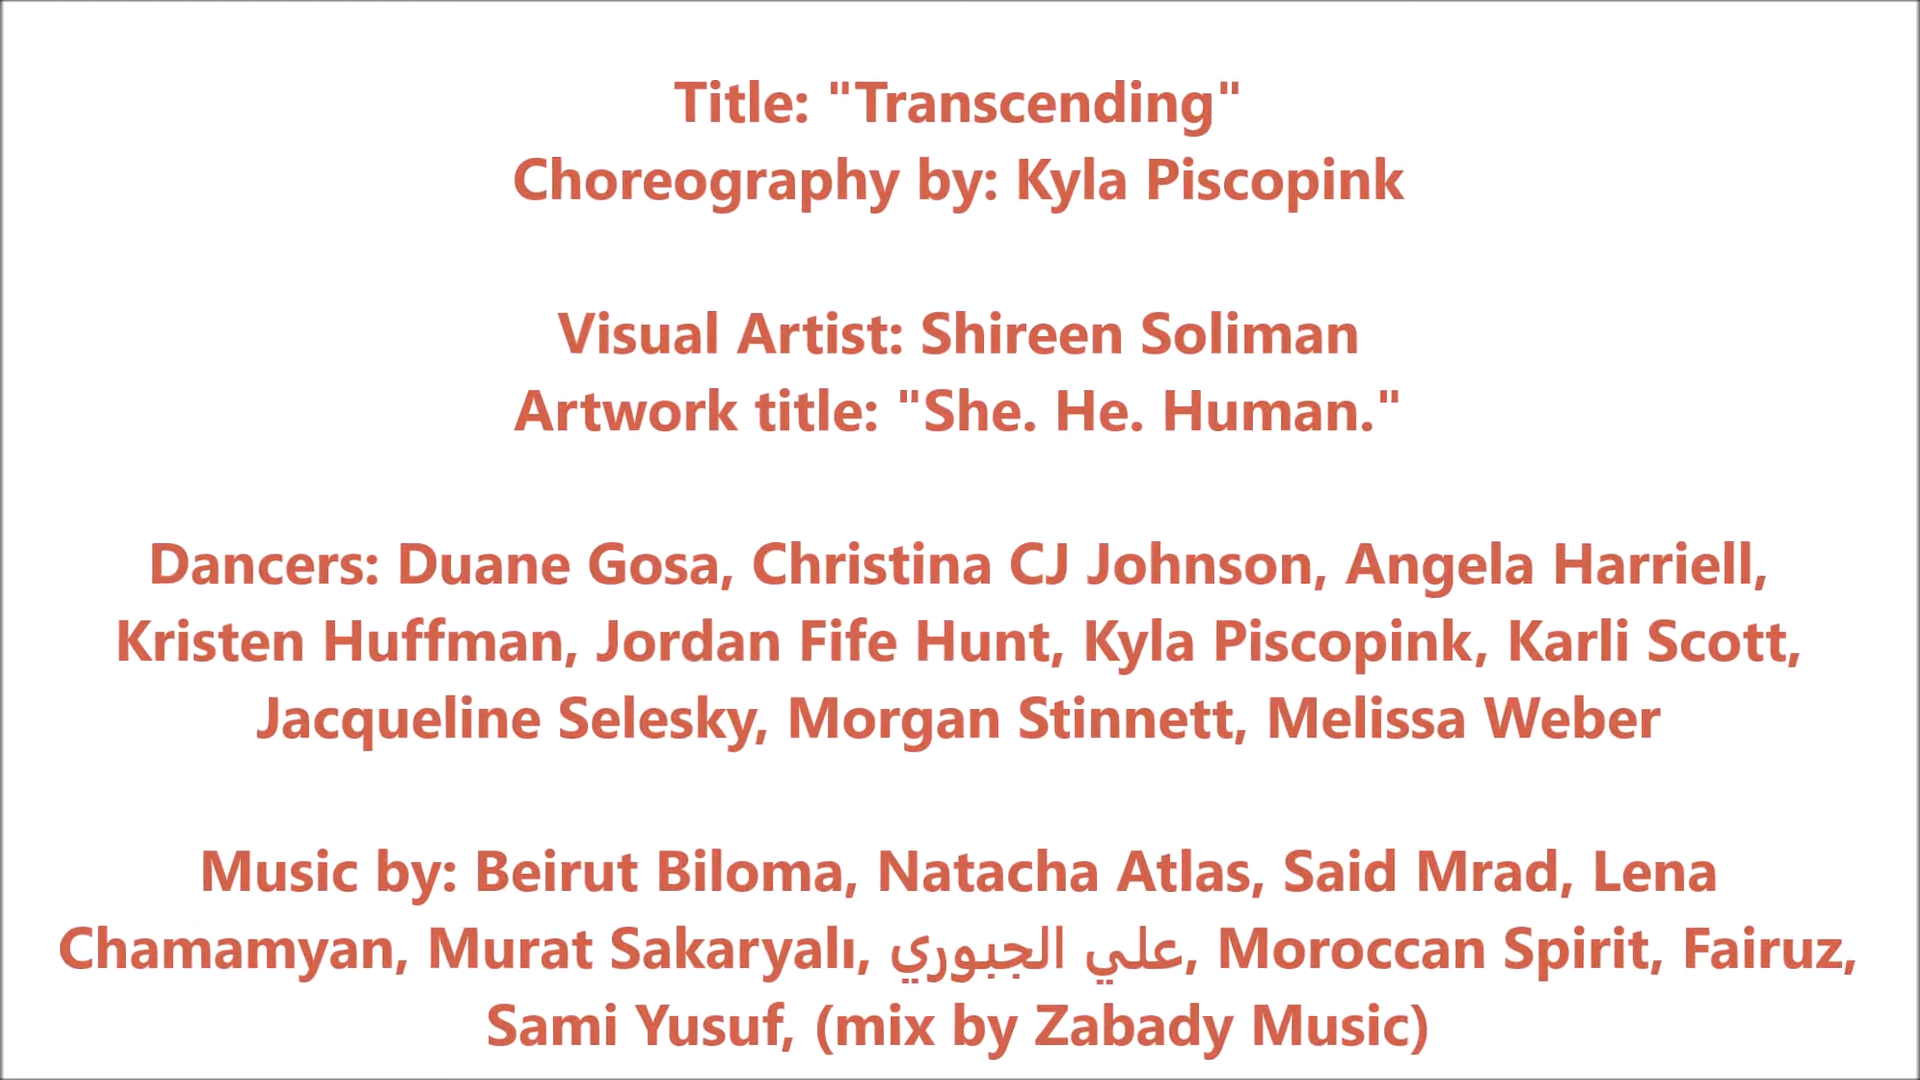 Title: "Transcending"
Choreography by: Kyla Piscopink
Visual Artist: Shireen Soliman
Artwork title: "She. He. Human."
Dancers: Duane Gosa, Christina CJ Johnson, Angela Harriell,
Kristen Huffman, Jordan Fife Hunt, Kyla Piscopink, Karli Scott,
Jacqueline Selesky, Morgan Stinnett, Melissa Weber
Music by: Beirut Biloma, Natacha Atlas, Said Mrad, Lena
Chamamyan, Murat Sakaryalı, علي الجبوري, Moroccan Spirit, Fairuz,
Sami Yusuf, (mix by Zabady Music)